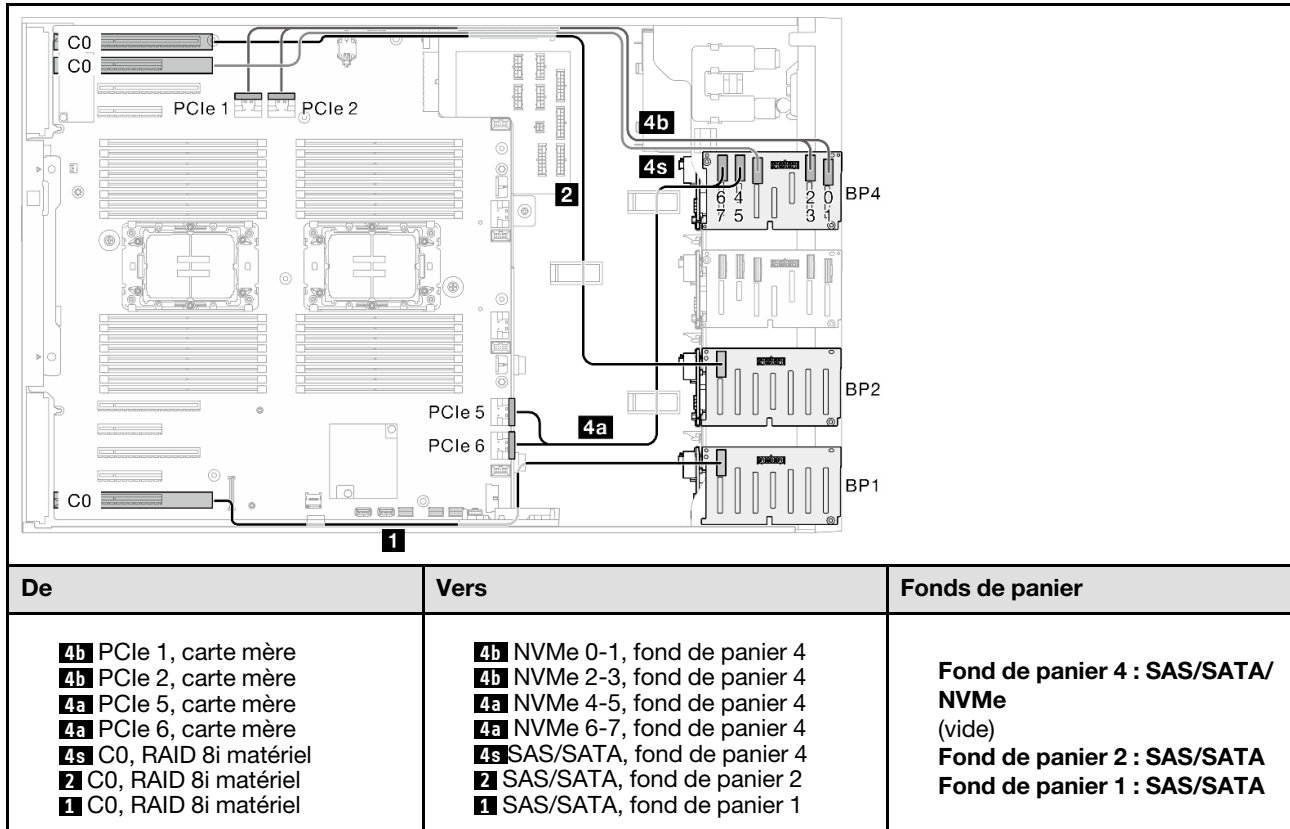 C0
C0
PCIe 1
PCIe 2
4b
4s
2
6
7
4
5
2
3
0
1
BP4
BP2
PCIe 5
PCIe 6
4a
BP1
C0
1
De
Vers
Fonds de panier
4b PCIe 1, carte mère
4b PCIe 2, carte mère
4a PCIe 5, carte mère
4a PCIe 6, carte mère
4s C0, RAID 8i matériel
2 C0, RAID 8i matériel
1 C0, RAID 8i matériel
4b NVMe 0-1, fond de panier 4
4b NVMe 2-3, fond de panier 4
4a NVMe 4-5, fond de panier 4
4a NVMe 6-7, fond de panier 4
4s SAS/SATA, fond de panier 4
2 SAS/SATA, fond de panier 2
1 SAS/SATA, fond de panier 1
Fond de panier 4 : SAS/SATA/
NVMe
(vide)
Fond de panier 2 : SAS/SATA
Fond de panier 1 : SAS/SATA